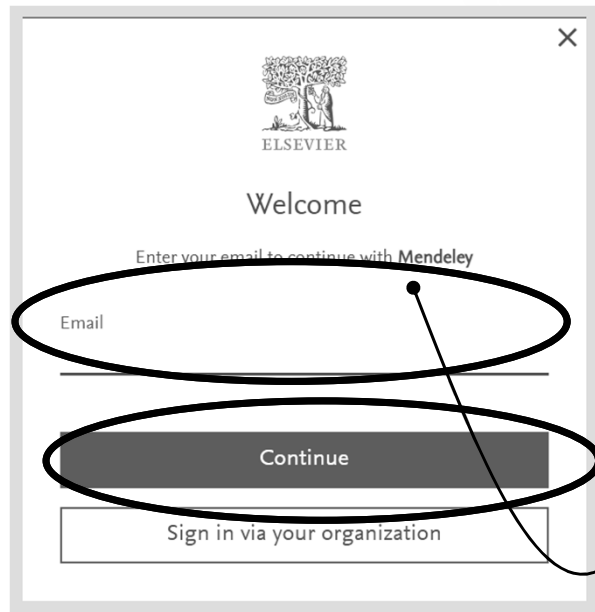 ELSEVIER
Welcome
Enter your email to continue with Mendeley
Email
Continue
Sign in via your organization